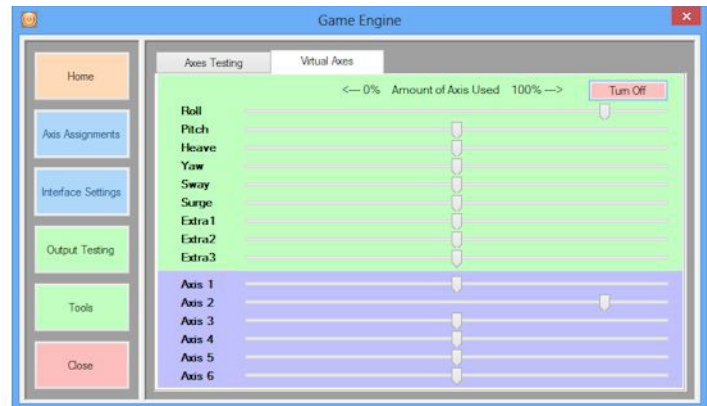 Game Engine
Home
Axis Assignments
Interface Settings
Output Testing
Tools
Close
Axes Testing
Virtual Axes
<--- 0% Amount of Axis Used 100% --->
Turn Off
Roll
Pitch
Heave
Yaw
Sway
Surge
Extra1
Extra2
Extra3
Axis 1
Axis 2
Axis 3
Axis 4
Axis 5
Axis 6